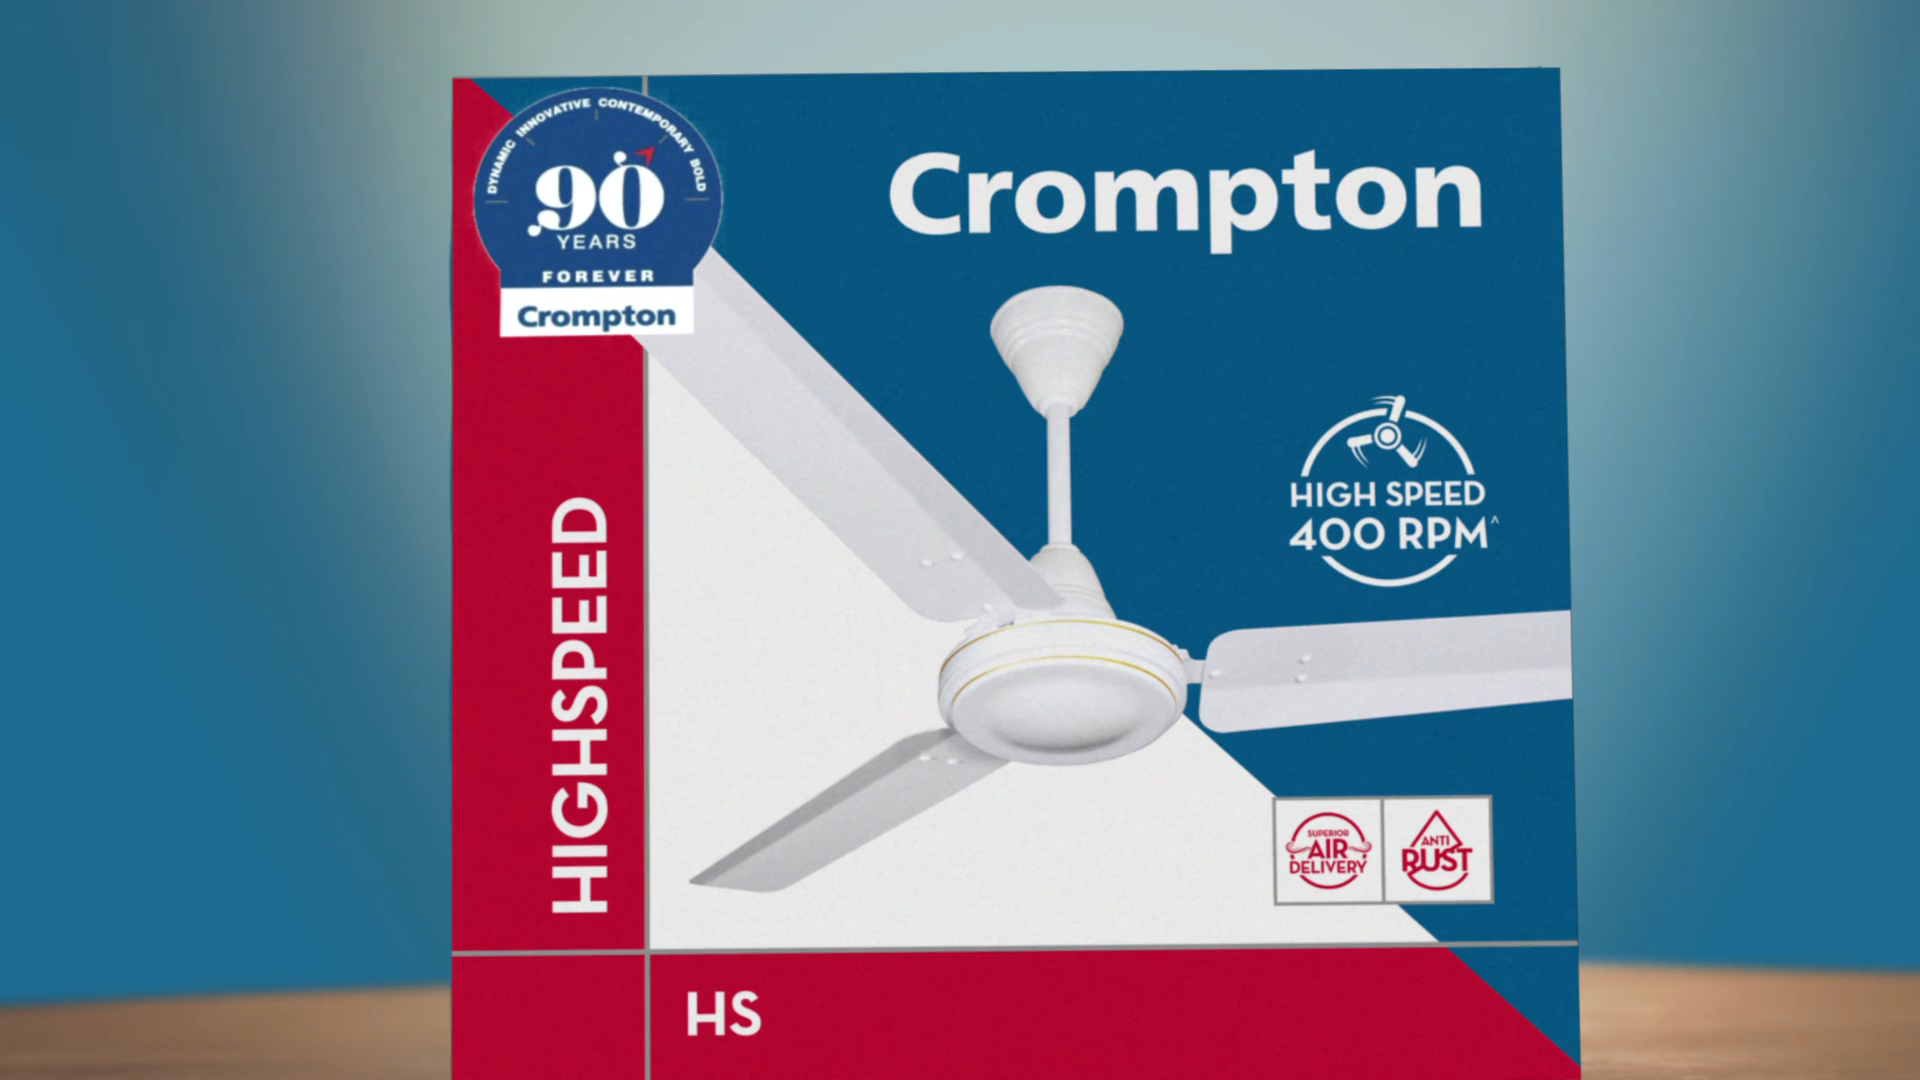 DYNAMIC INNOVATIVE CONTEMPORARY BOLD
90
YEARS
FOREVER
Crompton
Crompton
HIGH SPEED
400 RPM^
HIGHSPEED
SUPERIOR
AIR
DELIVERY
ANTI
RUST
HS